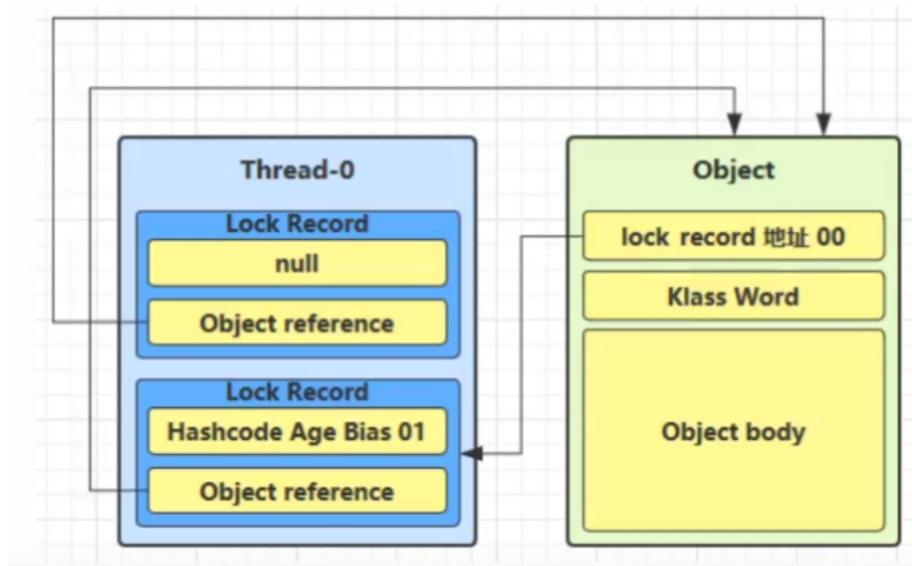 Thread-0
Lock Record
null
Object reference
Lock Record
Hashcode Age Bias 01
Object reference
Object
lock record 地址 00
Klass Word
Object body